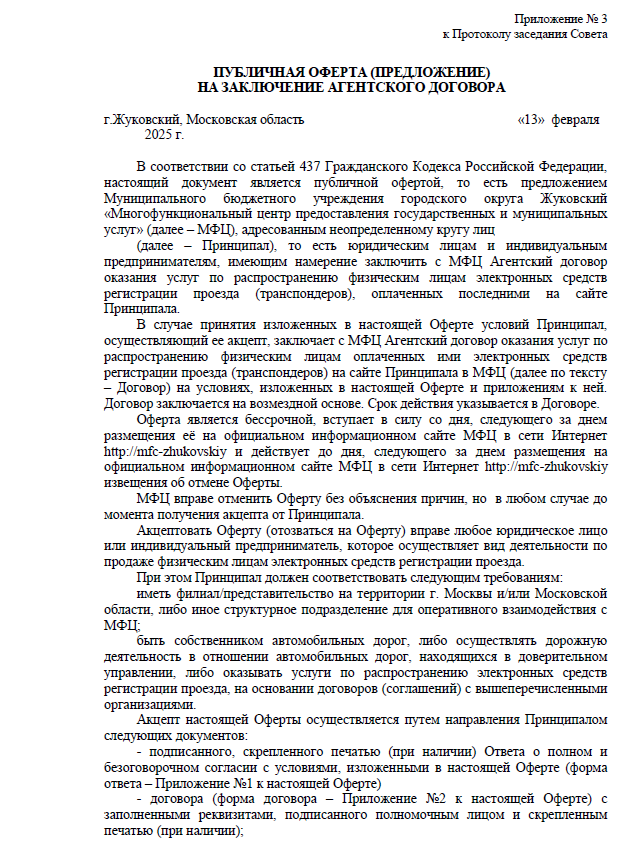 Приложение № 3
к Протоколу заседания Совета
ПУБЛИЧНАЯ ОФЕРТА (ПРЕДЛОЖЕНИЕ)
НА ЗАКЛЮЧЕНИЕ АГЕНТСКОГО ДОГОВОРА
г.Жуковский, Московская область «13» февраля
2025 г.
В соответствии со статьей 437 Гражданского Кодекса Российской Федерации,
настоящий документ является публичной офертой, то есть предложением
Муниципального бюджетного учреждения городского округа Жуковский
«Многофункциональный центр предоставления государственных и муниципальных
услуг» (далее – МФЦ), адресованным неопределенному кругу лиц
(далее – Принципал), то есть юридическим лицам и индивидуальным
предпринимателям, имеющим намерение заключить с МФЦ Агентский договор
оказания услуг по распространению физическим лицам электронных средств
регистрации проезда (транспондеров), оплаченных последними на сайте
Принципала.
В случае принятия изложенных в настоящей Оферте условий Принципал,
осуществляющий ее акцепт, заключает с МФЦ Агентский договор оказания услуг по
распространению физическим лицам оплаченных ими электронных средств
регистрации проезда (транспондеров) на сайте Принципала в МФЦ (далее по тексту
– Договор) на условиях, изложенных в настоящей Оферте и приложениям к ней.
Договор заключается на возмездной основе. Срок действия указывается в Договоре.
Оферта является бессрочной, вступает в силу со дня, следующего за днем
размещения её на официальном информационном сайте МФЦ в сети Интернет
http://mfc-zhukovskiy и действует до дня, следующего за днем размещения на
официальном информационном сайте МФЦ в сети Интернет http://mfc-zhukovskiy
извещения об отмене Оферты.
МФЦ вправе отменить Оферту без объяснения причин, но в любом случае до
момента получения акцепта от Принципала.
Акцептовать Оферту (отозваться на Оферту) вправе любое юридическое лицо
или индивидуальный предприниматель, которое осуществляет вид деятельности по
продаже физическим лицам электронных средств регистрации проезда.
При этом Принципал должен соответствовать следующим требованиям:
иметь филиал/представительство на территории г. Москвы и/или Московской
области, либо иное структурное подразделение для оперативного взаимодействия с
МФЦ;
быть собственником автомобильных дорог, либо осуществлять дорожную
деятельность в отношении автомобильных дорог, находящихся в доверительном
управлении, либо оказывать услуги по распространению электронных средств
регистрации проезда, на основании договоров (соглашений) с вышеперечисленными
организациями.
Акцепт настоящей Оферты осуществляется путем направления Принципалом
следующих документов:
- подписанного, скрепленного печатью (при наличии) Ответа о полном и
безоговорочном согласии с условиями, изложенными в настоящей Оферте (форма
ответа – Приложение №1 к настоящей Оферте)
- договора (форма договора – Приложение №2 к настоящей Оферте) с
заполненными реквизитами, подписанного полномочным лицом и скрепленным
печатью (при наличии);